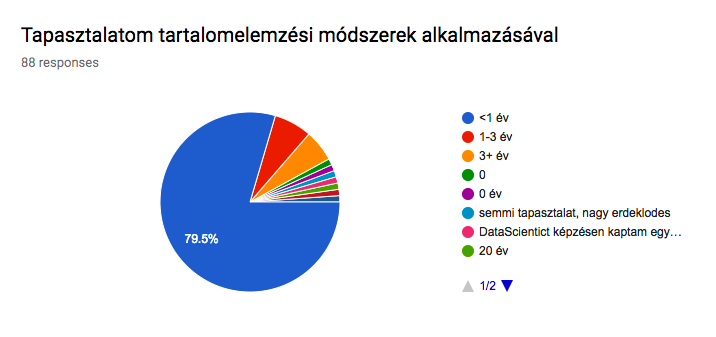 Tapasztalatom tartalomelemzési módszerek alkalmazásával
88 responses
79.5%
<1 év
1-3 év
3+ év
0
0 év
semmi tapasztalat, nagy erdeklodes
DataScientict képzésen kaptam egy…
20 év
1/2